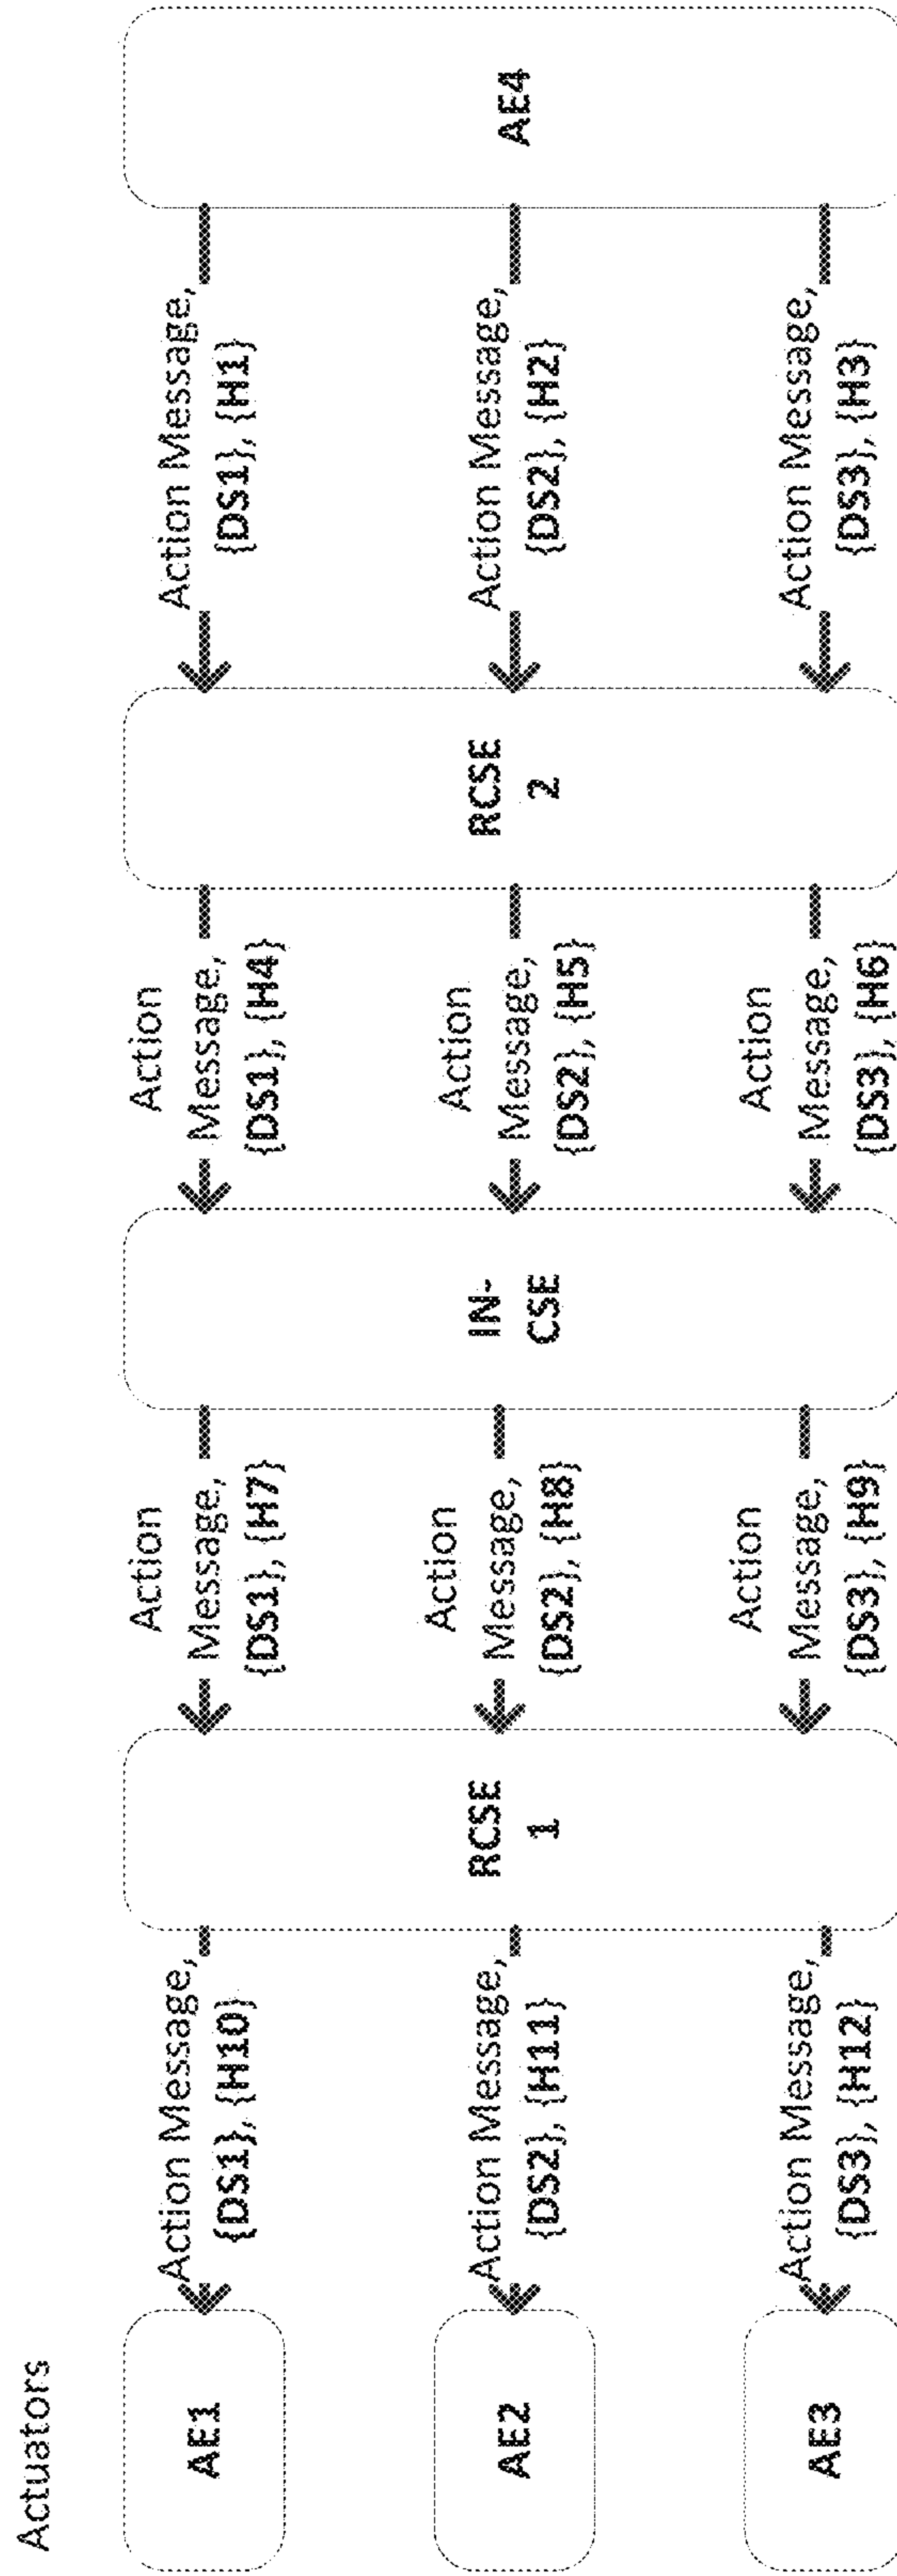 Actuators
AE1
Action Message,
{DS1}, {H10}
RCSE
1
Action
Message,
{DS1}, {H7}
IN-
CSE
Action
Message,
{DS1}, {H4}
RCSE
2
Action Message,
{DS1}, {H1}
AE4
AE2
Action Message,
{DS2}, {H11}
Action
Message,
{DS2}, {H8}
Action
Message,
{DS2}, {H5}
Action Message,
{DS2}, {H2}
AE3
Action Message,
{DS3}, {H12}
Action
Message,
{DS3}, {H9}
Action
Message,
{DS3}, {H6}
Action Message,
{DS3}, {H3}